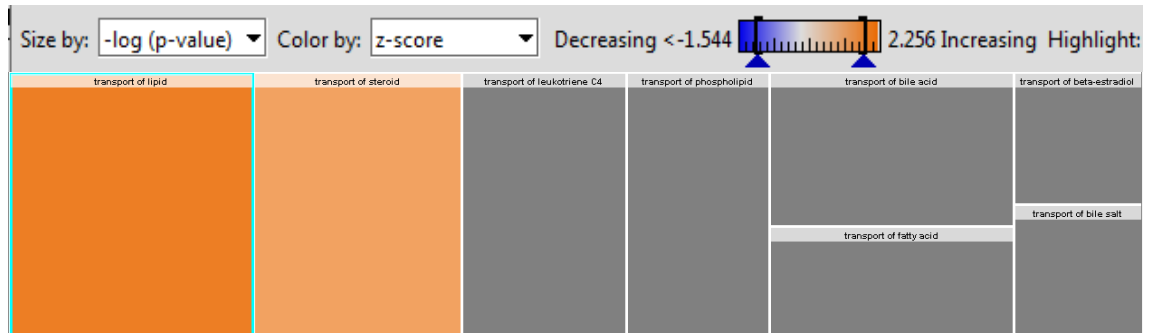 Size by: -log (p-value) Color by: z-score Decreasing <-1.544 2.256 Increasing Highlight:
transport of lipid transport of steroid transport of leukotriene C4 transport of phospholipid transport of bile acid transport of beta-estradiol
transport of bile salt
transport of fatty acid